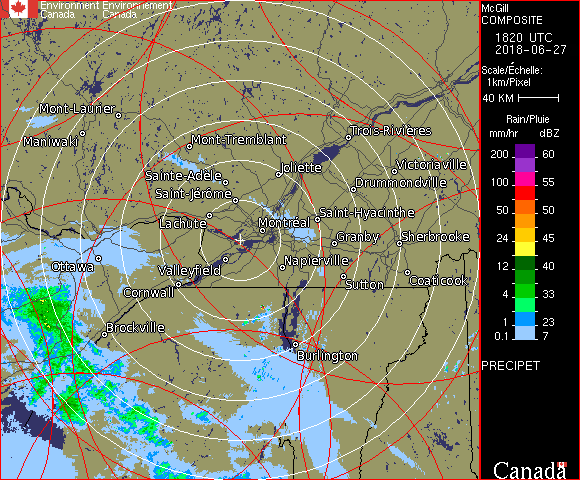 Environment Environnement
Canada Canada
McGill
COMPOSITE
1820 UTC
2018-06-27
Scale/Échelle:
1km/Pixel
40 KM
Rain/Pluie
mm/hr dBZ
200 60
100 55
50 50
24 45
12 40
4 33
1 23
0.1 7
PRECIPET
Canada
Mont-Laurier
Maniwaki
Mont-Tremblant
Trois-Rivières
Sainte-Adèle
Joliette
Victoriaville
Saint-Jérôme
Drummondville
Lachute
Montréal
Saint-Hyacinthe
Granby
Sherbrooke
Ottawa
Valleyfield
Napierville
Cornwall
Sutton
Coaticook
Brockville
Burlington